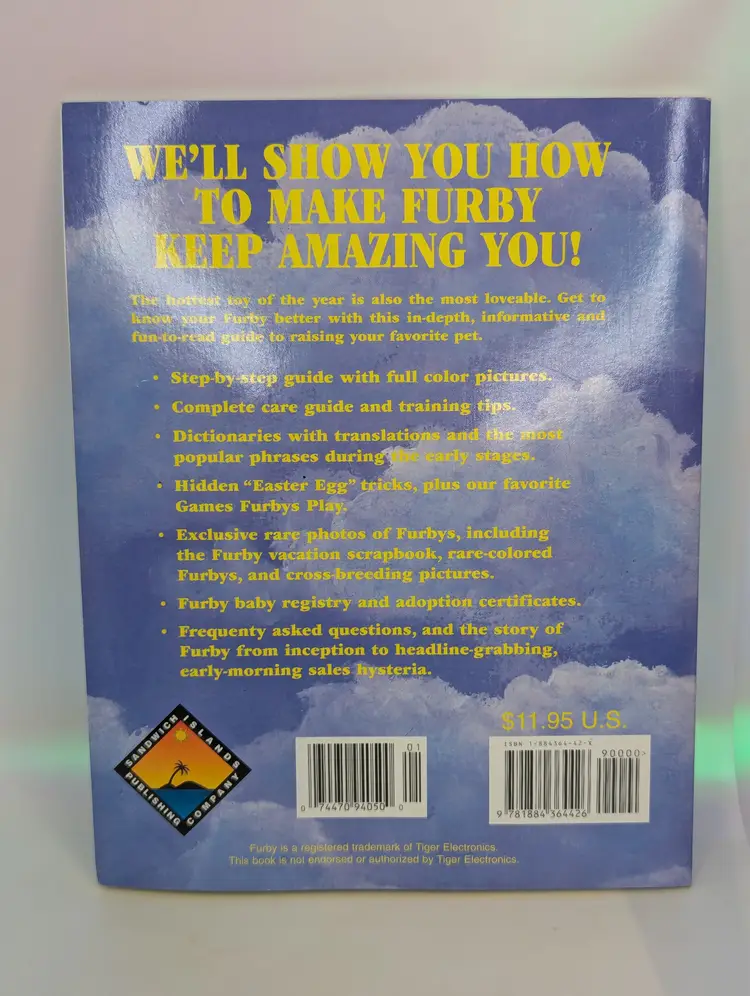 WE'LL SHOW YOU HOW
TO MAKE FURBY
KEEP AMAZING YOU!
The hottest toy of the year is also the most loveable. Get to
know your Furby better with this in-depth, informative and
fun-to-read guide to raising your favorite pet.
• Step-by-step guide with full color pictures.
• Complete care guide and training tips.
• Dictionaries with translations and the most
popular phrases during the early stages.
• Hidden “Easter Egg” tricks, plus our favorite
Games Furbys Play.
• Exclusive rare photos of Furbys, including
the Furby vacation scrapbook, rare-colored
Furbys, and cross-breeding pictures.
• Furby baby registry and adoption certificates.
• Frequenty asked questions, and the story of
Furby from inception to headline-grabbing,
early-morning sales hysteria.
SANDWICH ISLANDS
PUBLISHING COMPANY
01
0 74470 94050 0
$11.95 U.S.
ISBN 1-884364-42-X
90000>
9 781884 364426
Furby is a registered trademark of Tiger Electronics.
This book is not endorsed or authorized by Tiger Electronics.